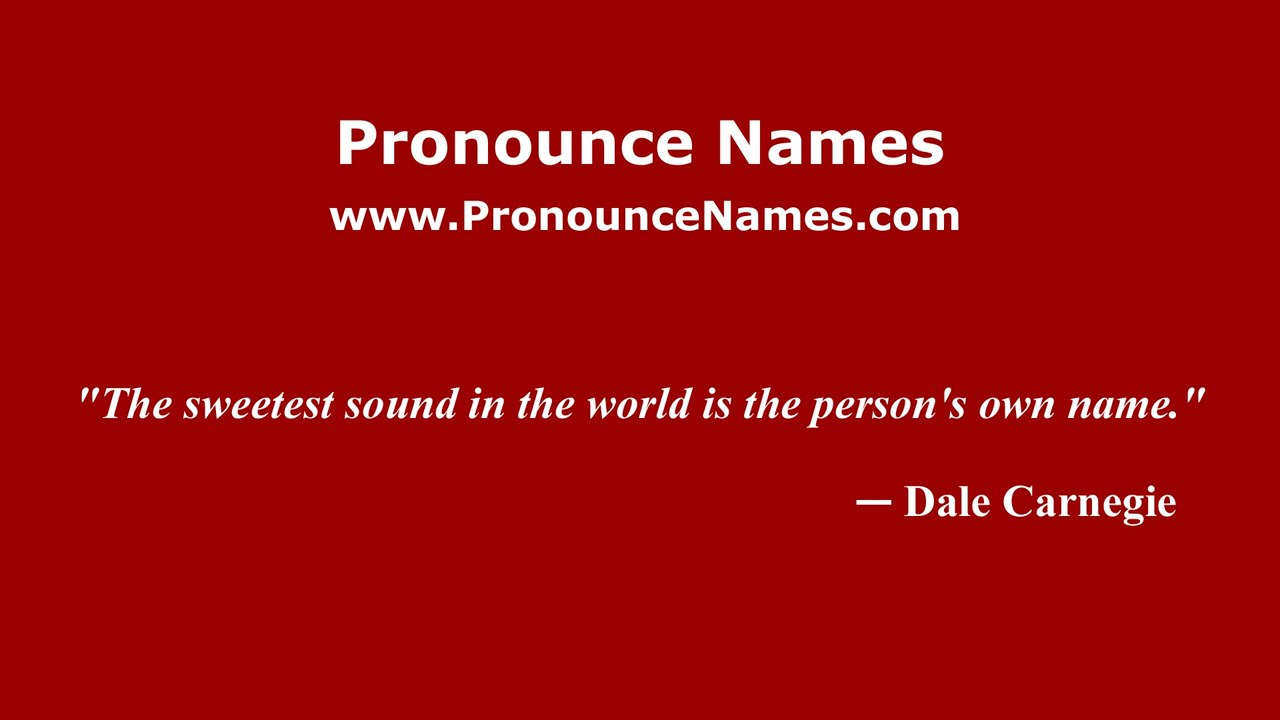 Pronounce Names
www.PronounceNames.com
"The sweetest sound in the world is the person's own name."
— Dale Carnegie